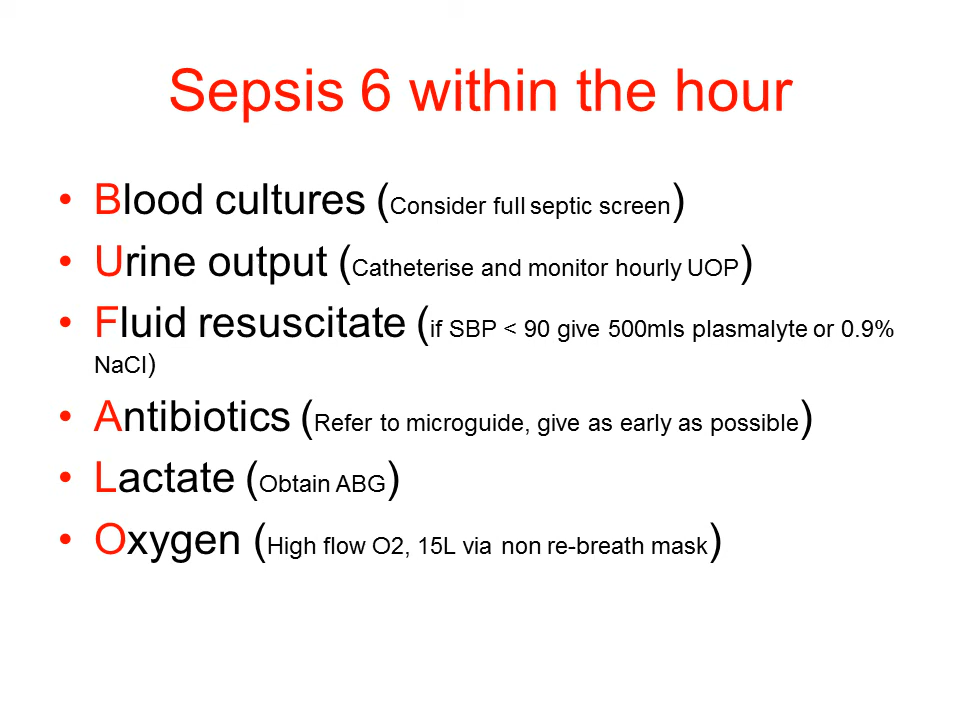 Sepsis 6 within the hour
• Blood cultures (Consider full septic screen)
• Urine output (Catheterise and monitor hourly UOP)
• Fluid resuscitate (if SBP < 90 give 500mls plasmalyte or 0.9%
NaCl)
• Antibiotics (Refer to microguide, give as early as possible)
• Lactate (Obtain ABG)
• Oxygen (High flow O2, 15L via non re-breath mask)